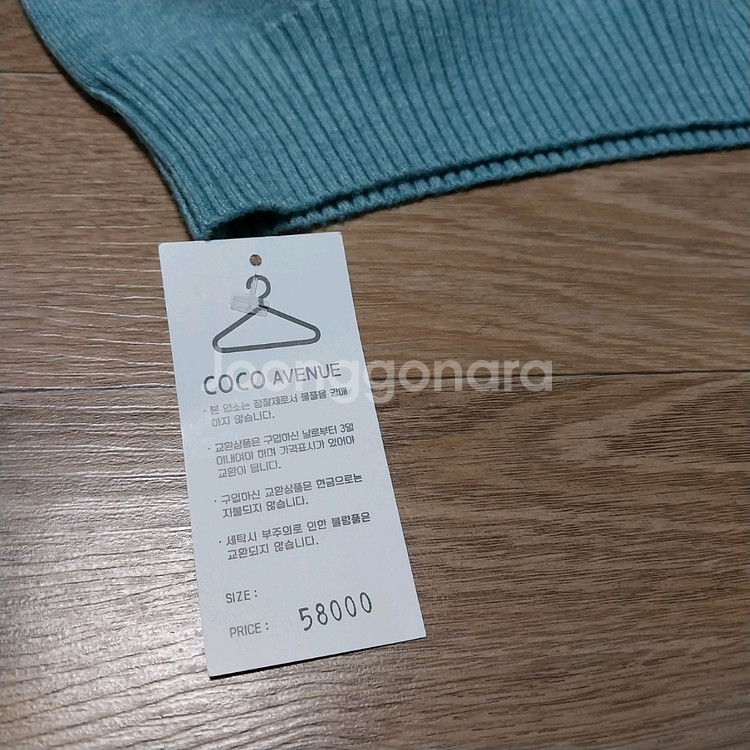 COCO AVENUE
joonggonara
· 본 업소는 정찰제로서 물품을 강매
하지 않습니다.
· 교환상품은 구입하신 날로부터 3일
이내여야 하며 가격표시가 있어야
교환이 됩니다.
· 구입하신 교환상품은 현금으로는
지불되지 않습니다.
· 세탁시 부주의로 인한 불량품은
교환되지 않습니다.
SIZE :
PRICE : 58000